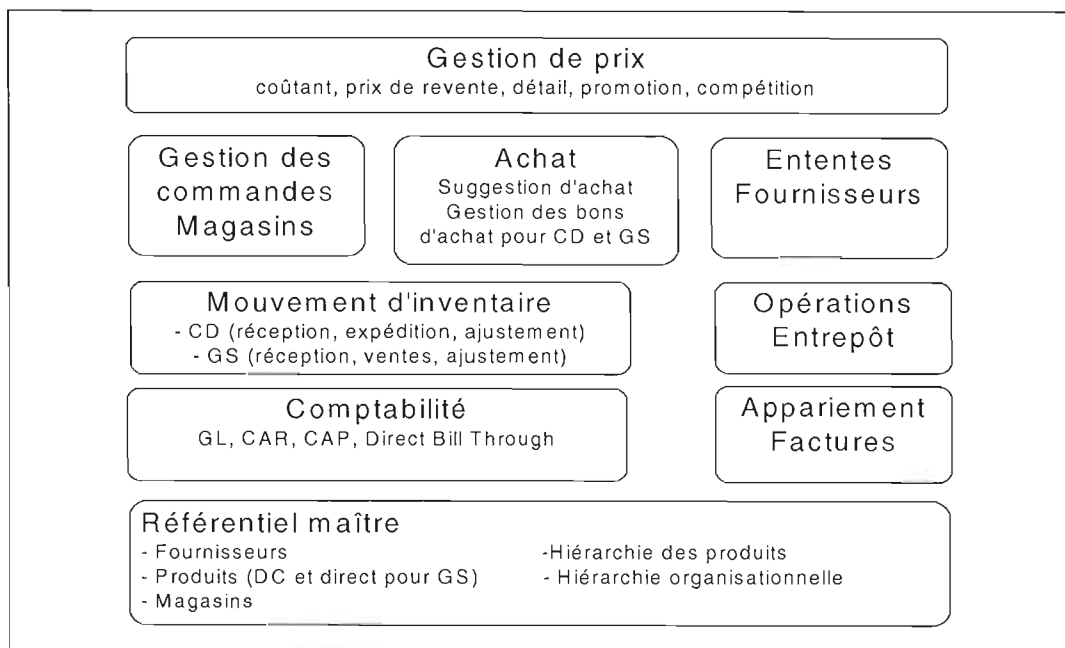 Gestion de prix
coûtant, prix de revente, détail, promotion, compétition
Gestion des
commandes
Magasins
Achat
Suggestion d'achat
Gestion des bons
d'achat pour CD et GS
Ententes
Fournisseurs
Mouvement d'inventaire
- CD (réception, expédition, ajustement)
- GS (réception, ventes, ajustement)
Opérations
Entrepôt
Comptabilité
GL, CAR, CAP, Direct Bill Through
Appariement
Factures
Référentiel maître
- Fournisseurs
- Produits (DC et direct pour GS)
- Magasins
-Hiérarchie des produits
- Hiérarchie organisationnelle